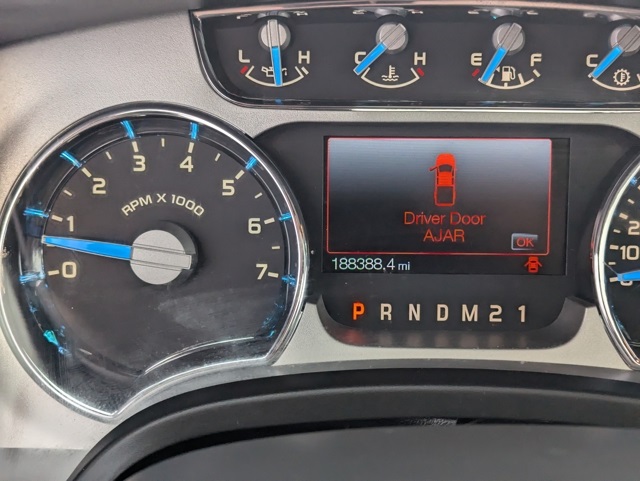 L H
C H
E F
C
RPM X 1000
0 1 2 3 4 5 6 7
Driver Door
AJAR
OK
188388.4 mi
P R N D M 2 1